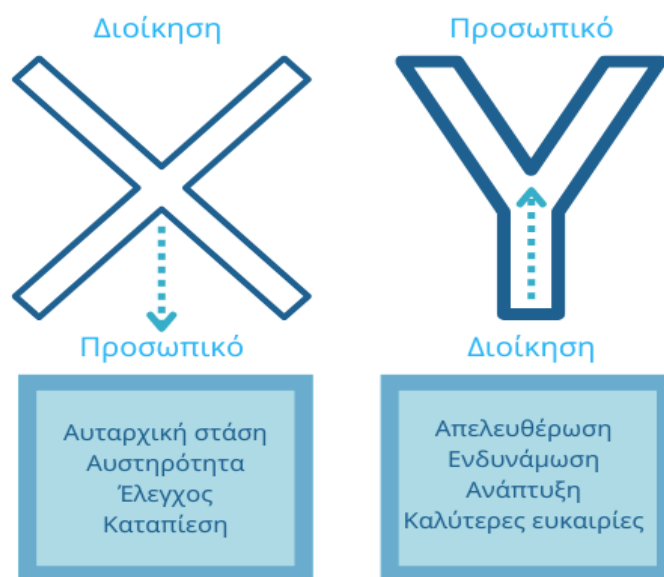 Διοίκηση
Προσωπικό
Αυταρχική στάση
Αυστηρότητα
Έλεγχος
Καταπίεση
Προσωπικό
Διοίκηση
Απελευθέρωση
Ενδυνάμωση
Ανάπτυξη
Καλύτερες ευκαιρίες